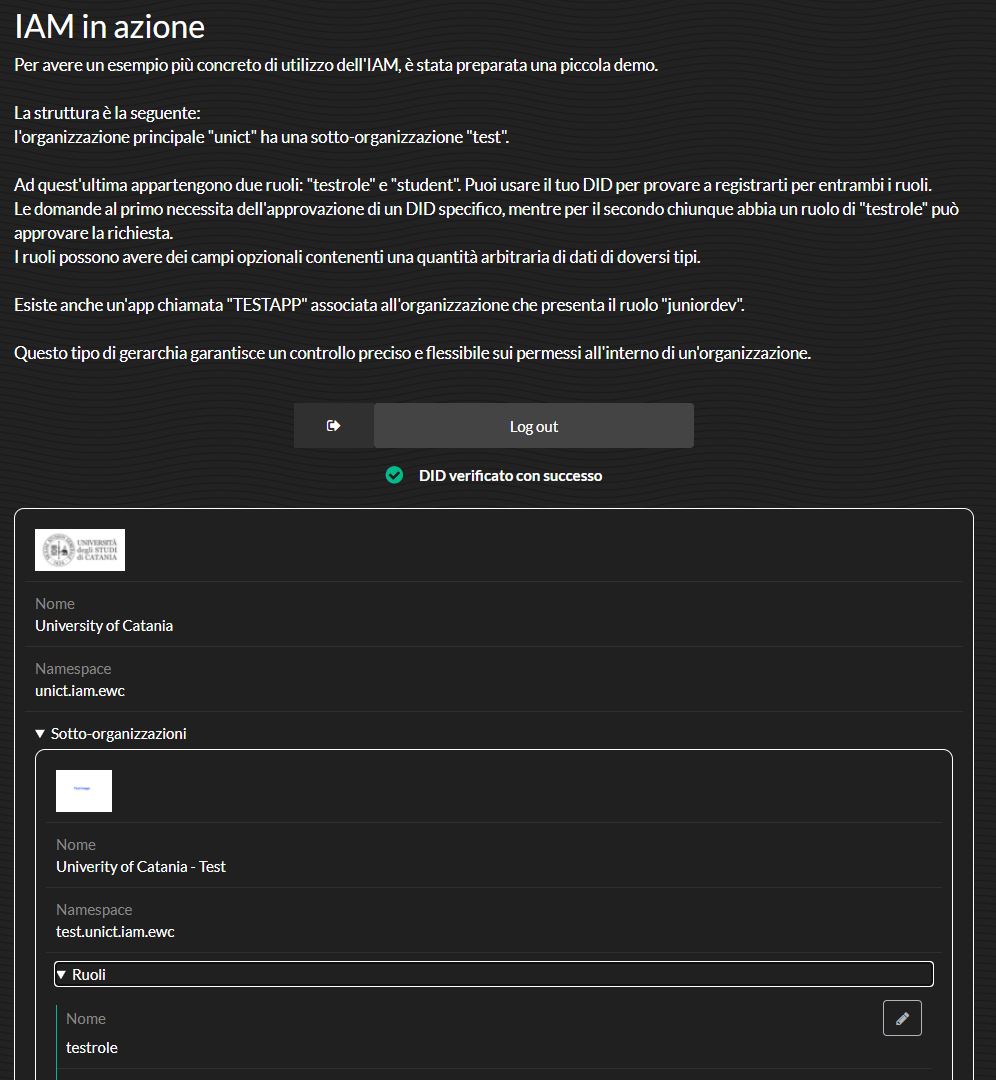 IAM in azione
Per avere un esempio più concreto di utilizzo dell'IAM, è stata preparata una piccola demo.
La struttura è la seguente:
l'organizzazione principale "unict" ha una sotto-organizzazione "test".
Ad quest'ultima appartengono due ruoli: "testrole" e "student". Puoi usare il tuo DID per provare a registrarti per entrambi i ruoli.
Le domande al primo necessita dell'approvazione di un DID specifico, mentre per il secondo chiunque abbia un ruolo di "testrole" può
approvare la richiesta.
I ruoli possono avere dei campi opzionali contenenti una quantità arbitraria di dati di doversi tipi.
Esiste anche un'app chiamata "TESTAPP" associata all'organizzazione che presenta il ruolo "juniordev".
Questo tipo di gerarchia garantisce un controllo preciso e flessibile sui permessi all'interno di un'organizzazione.
Log out
DID verificato con successo
UNIVERSITÀ
degli STUDI
di CATANIA
Nome
University of Catania
Namespace
unict.iam.ewc
Sotto-organizzazioni
Nome
Univerity of Catania - Test
Namespace
test.unict.iam.ewc
Ruoli
Nome
testrole